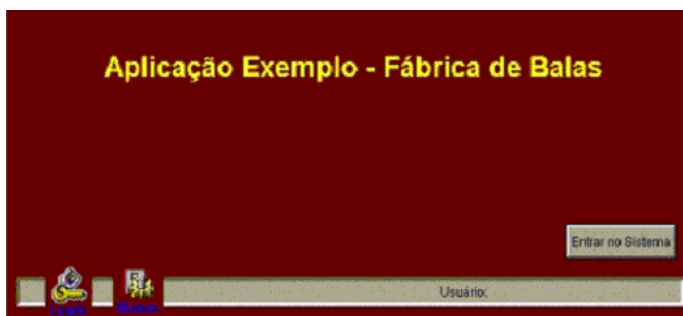 Aplicação Exemplo - Fábrica de Balas
Entrar no Sistema
Usuário: